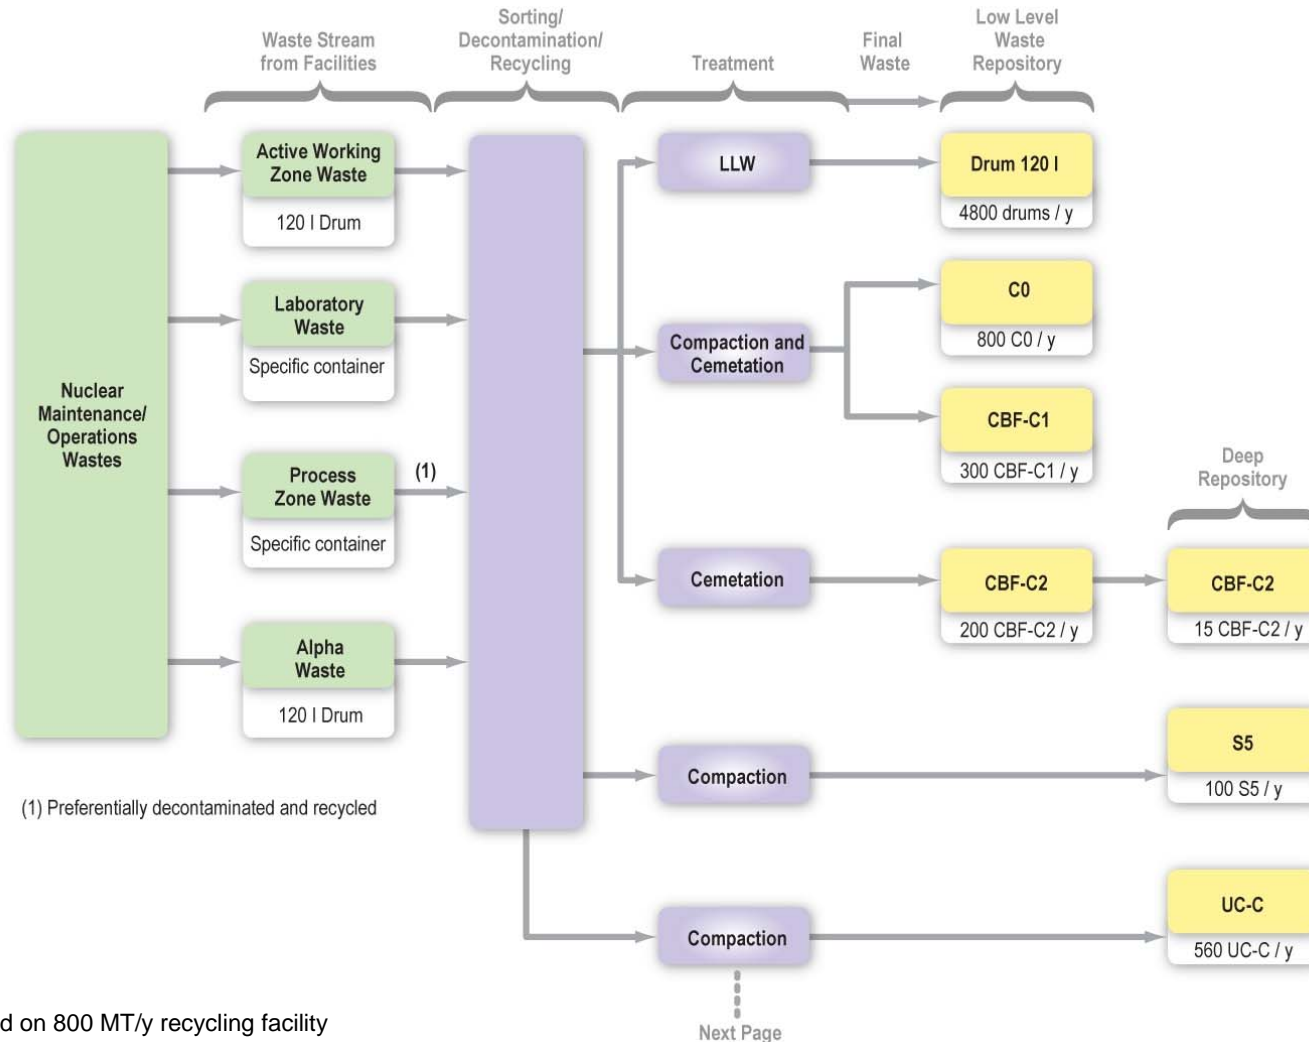 Waste Stream
from Facilities
Sorting/
Decontamination/
Recycling
Treatment
Final
Waste
Low Level
Waste
Repository
Nuclear
Maintenance/
Operations
Wastes
Active Working
Zone Waste
120 l Drum
Laboratory
Waste
Specific container
Process
Zone Waste
(1)
Specific container
Alpha
Waste
120 l Drum
LLW
Drum 120 l
4800 drums / y
Compaction and
Cemetation
C0
800 C0 / y
CBF-C1
300 CBF-C1 / y
Deep
Repository
Cemetation
CBF-C2
200 CBF-C2 / y
CBF-C2
15 CBF-C2 / y
Compaction
S5
100 S5 / y
Compaction
UC-C
560 UC-C / y
Next Page
(1) Preferentially decontaminated and recycled
d on 800 MT/y recycling facility